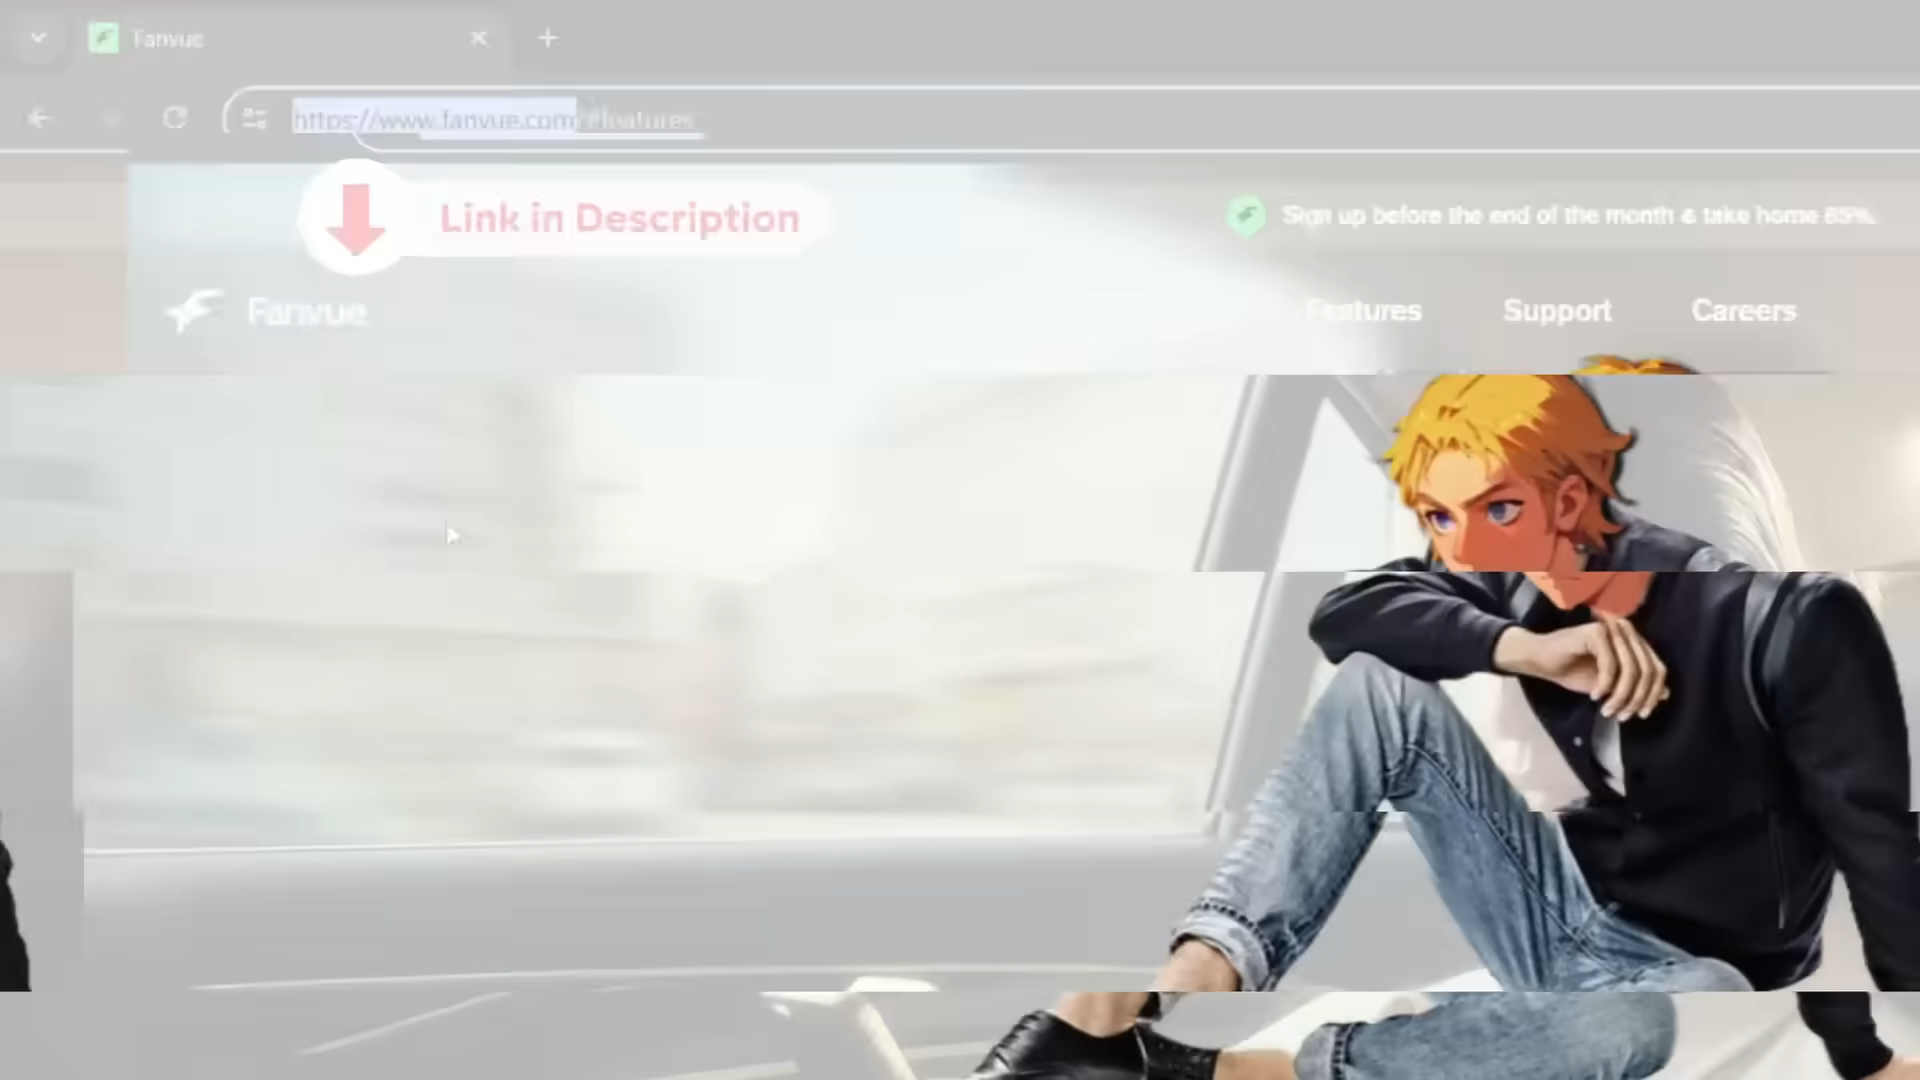 Fanvue
https://www.fanvue.com/#features
Link in Description
Sign up before the end of the month & take home 85%.
Fanvue
Features
Support
Careers